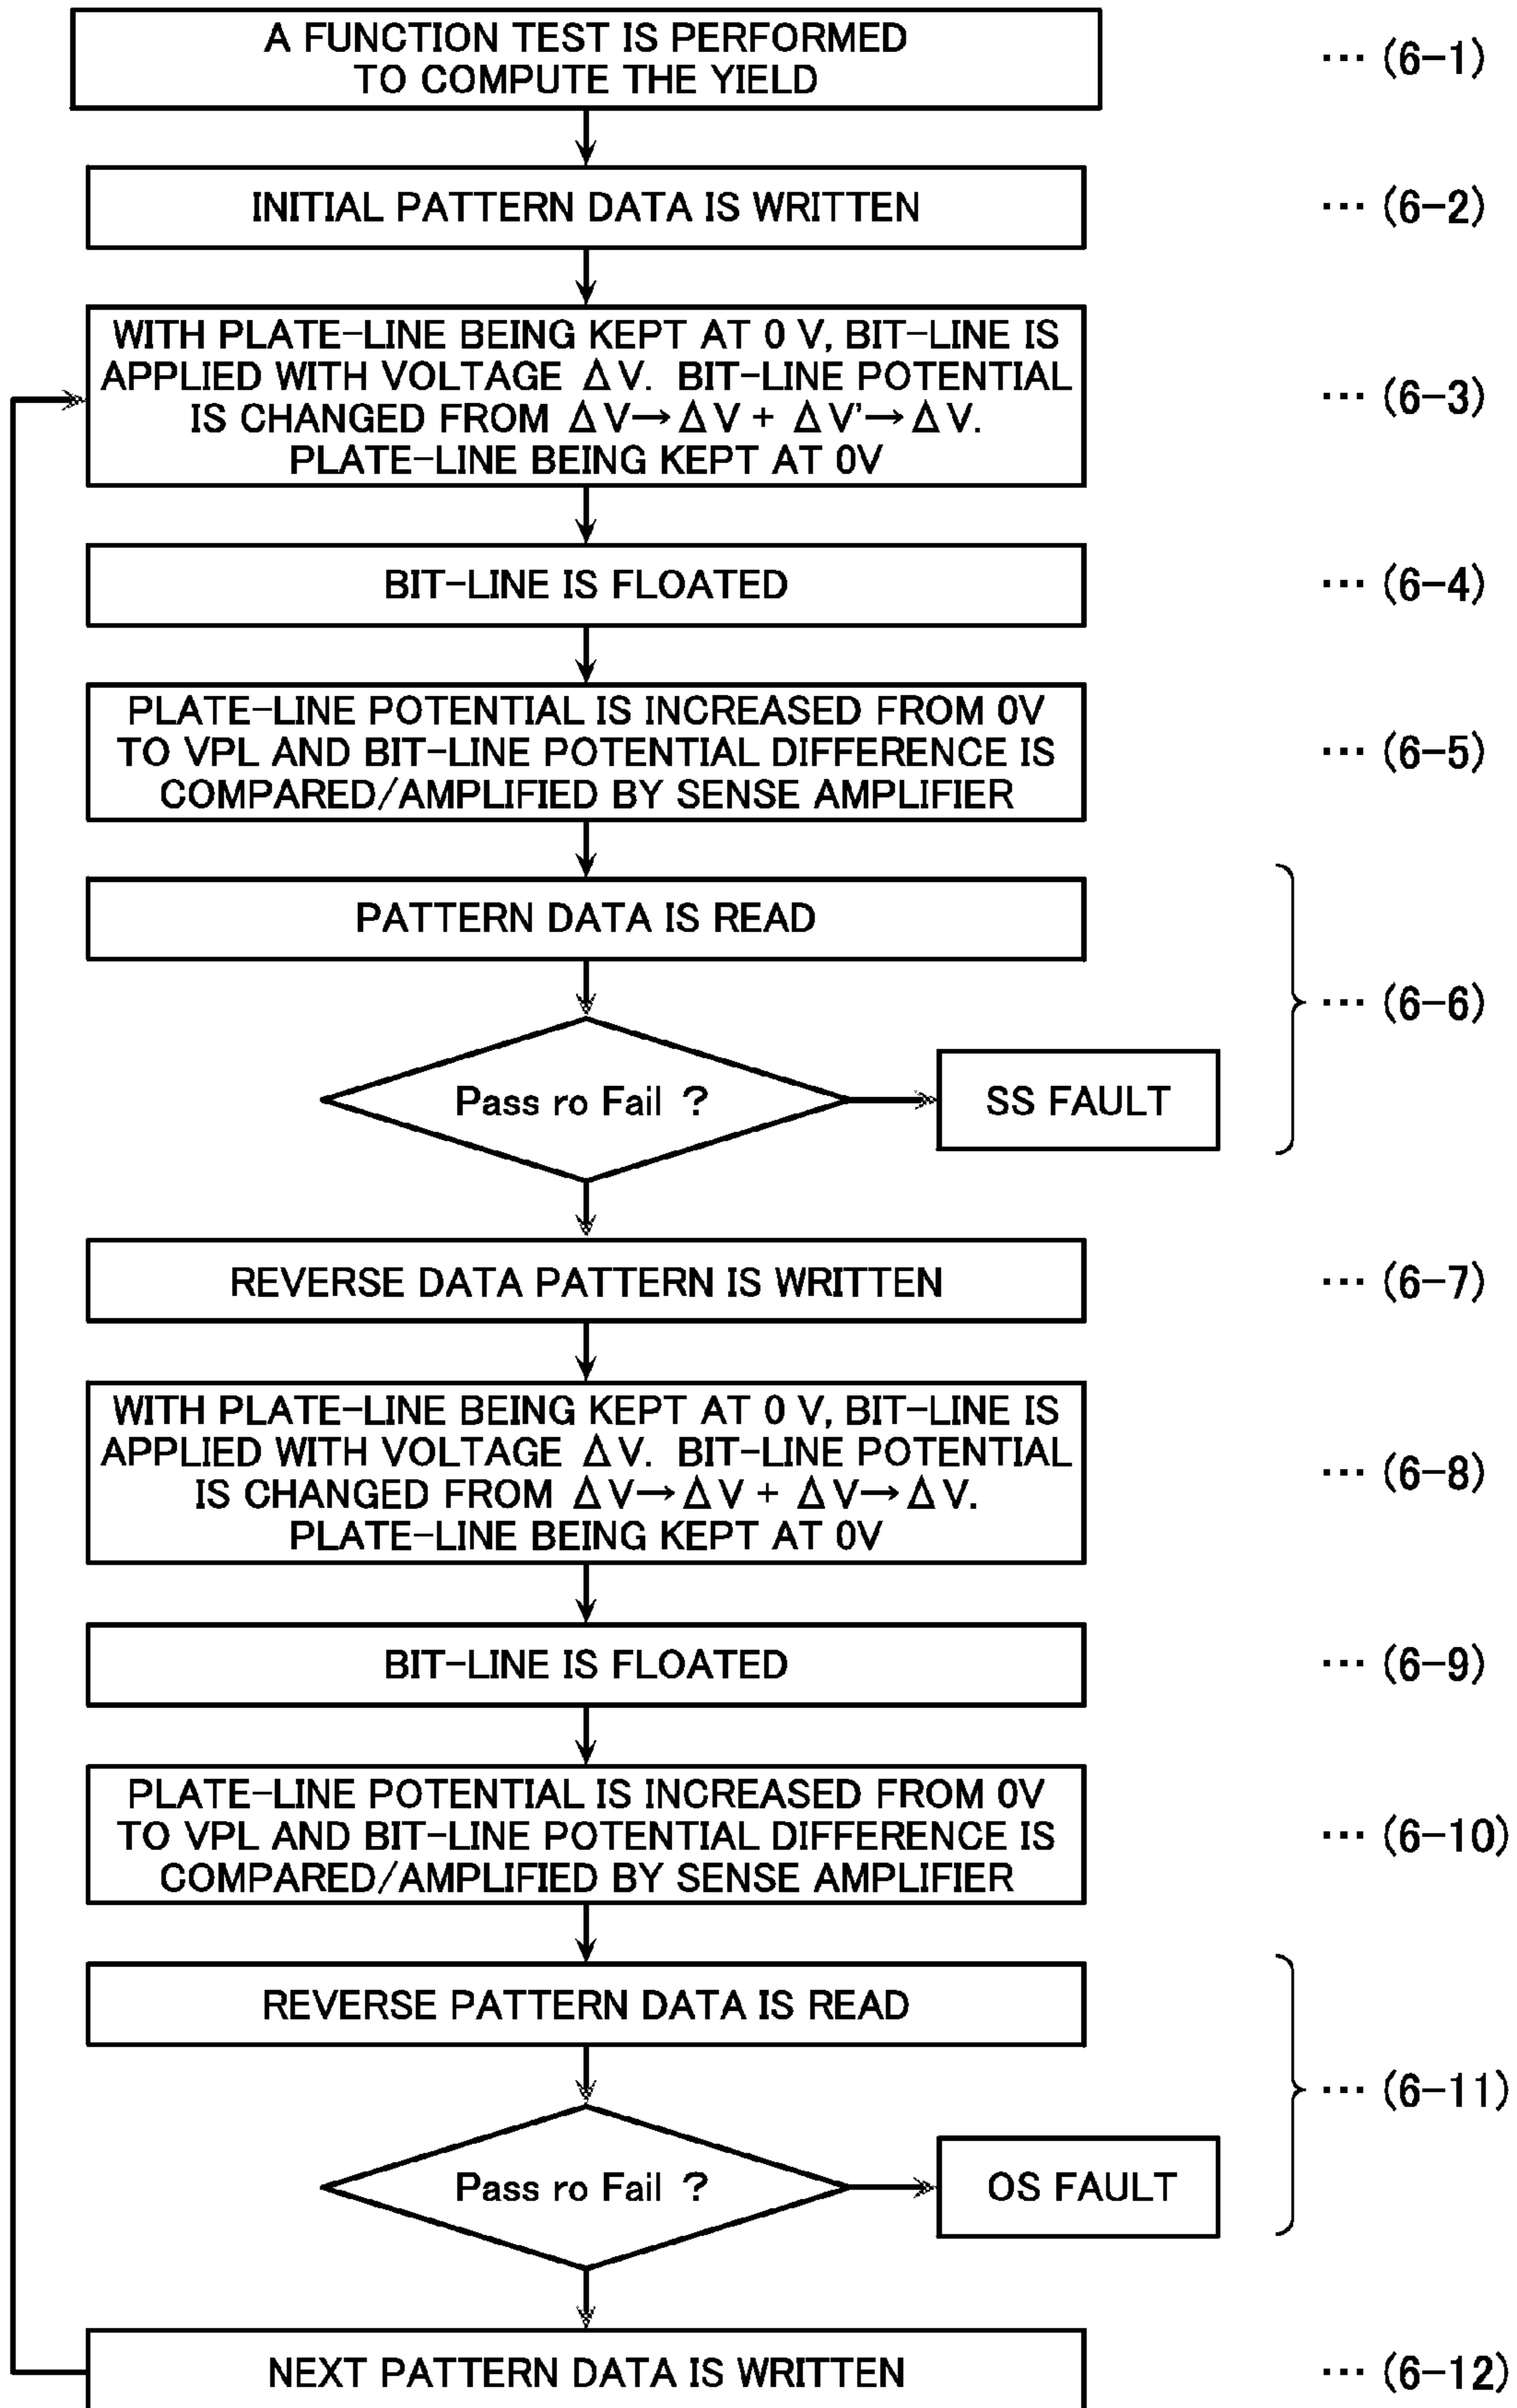 A FUNCTION TEST IS PERFORMED
TO COMPUTE THE YIELD
··· (6-1)
INITIAL PATTERN DATA IS WRITTEN
··· (6-2)
WITH PLATE-LINE BEING KEPT AT 0 V, BIT-LINE IS
APPLIED WITH VOLTAGE ΔV. BIT-LINE POTENTIAL
IS CHANGED FROM ΔV→ΔV + ΔV'→ΔV.
PLATE-LINE BEING KEPT AT 0V
··· (6-3)
BIT-LINE IS FLOATED
··· (6-4)
PLATE-LINE POTENTIAL IS INCREASED FROM 0V
TO VPL AND BIT-LINE POTENTIAL DIFFERENCE IS
COMPARED/AMPLIFIED BY SENSE AMPLIFIER
··· (6-5)
PATTERN DATA IS READ
··· (6-6)
Pass ro Fail ?
SS FAULT
REVERSE DATA PATTERN IS WRITTEN
··· (6-7)
WITH PLATE-LINE BEING KEPT AT 0 V, BIT-LINE IS
APPLIED WITH VOLTAGE ΔV. BIT-LINE POTENTIAL
IS CHANGED FROM ΔV→ΔV + ΔV→ΔV.
PLATE-LINE BEING KEPT AT 0V
··· (6-8)
BIT-LINE IS FLOATED
··· (6-9)
PLATE-LINE POTENTIAL IS INCREASED FROM 0V
TO VPL AND BIT-LINE POTENTIAL DIFFERENCE IS
COMPARED/AMPLIFIED BY SENSE AMPLIFIER
··· (6-10)
REVERSE PATTERN DATA IS READ
··· (6-11)
Pass ro Fail ?
OS FAULT
NEXT PATTERN DATA IS WRITTEN
··· (6-12)